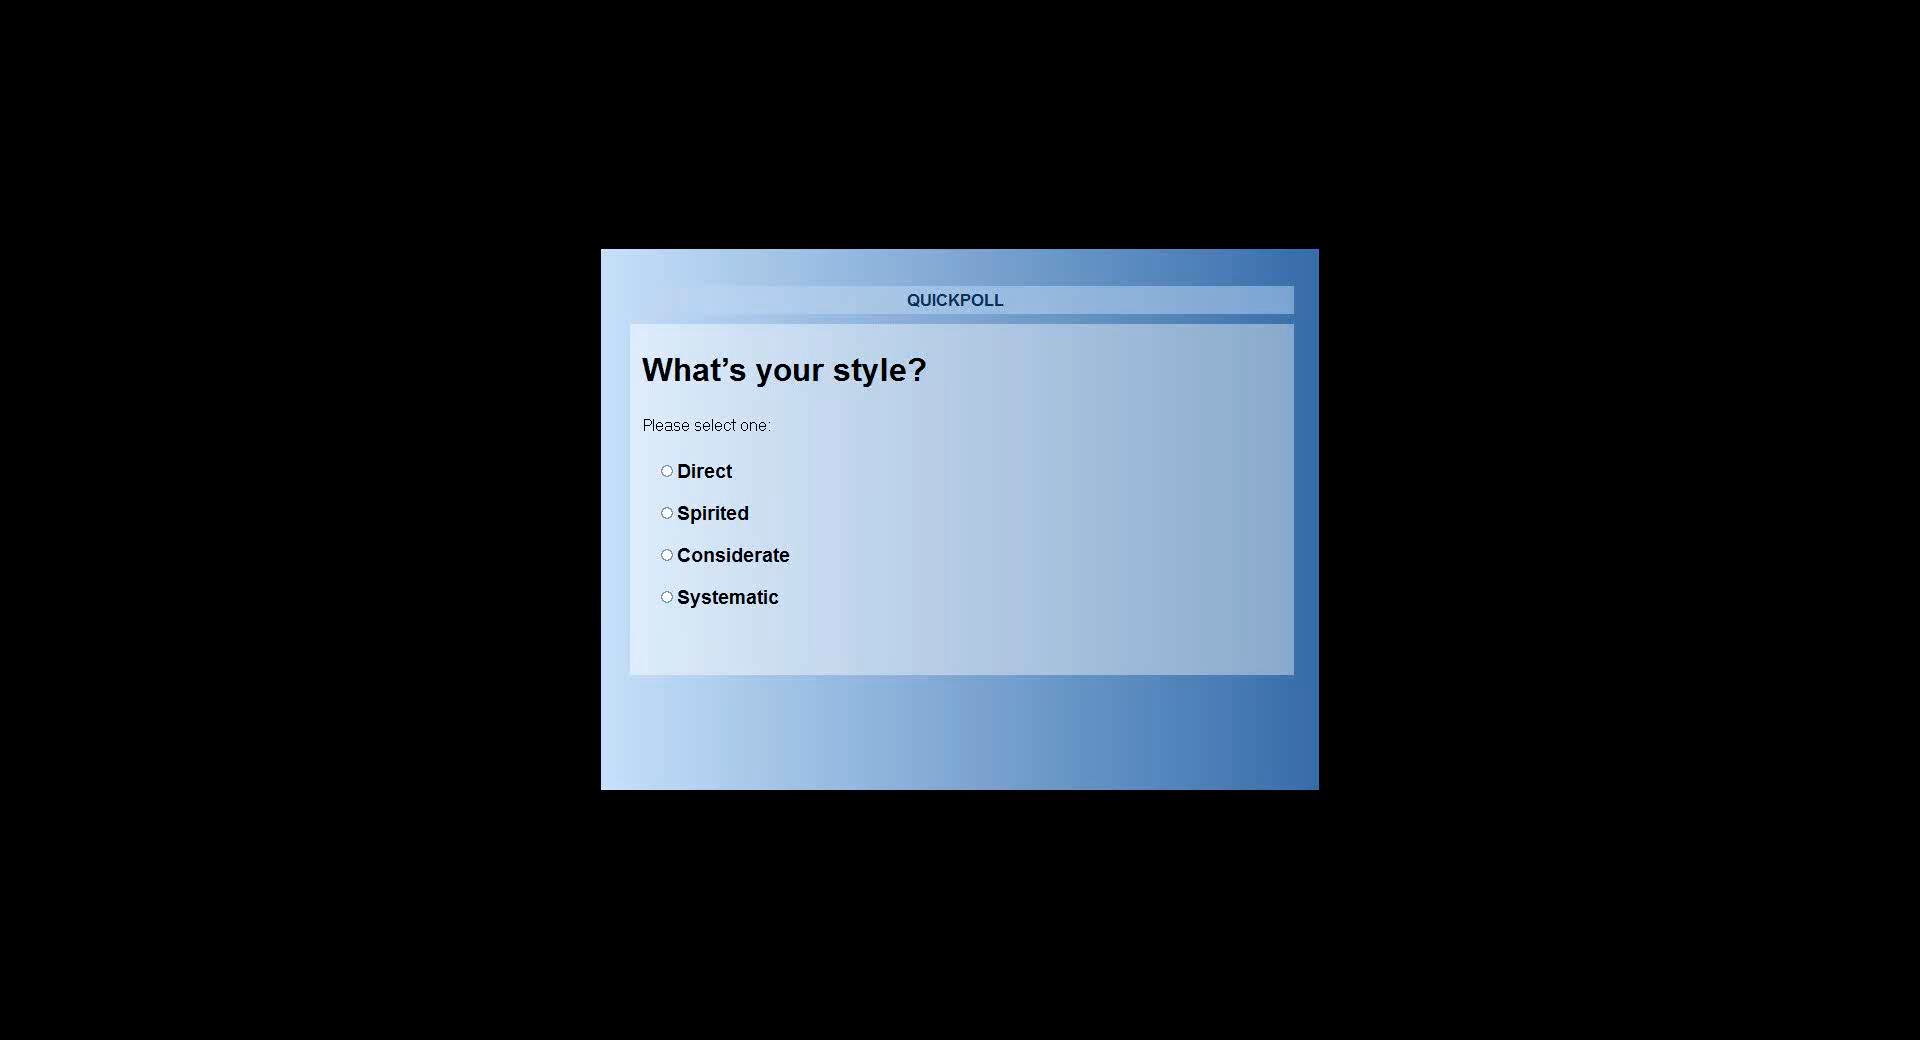 QUICKPOLL
What’s your style?
Please select one:
Direct
Spirited
Considerate
Systematic